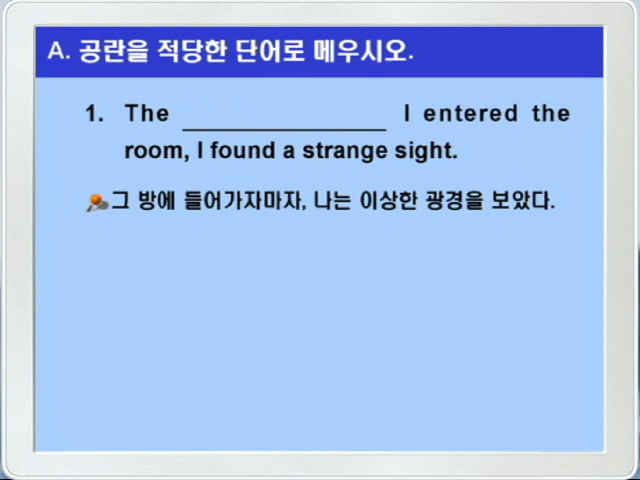 A. 공란을 적당한 단어로 메우시오.
1. The ________________ I entered the
room, I found a strange sight.
그 방에 들어가자마자, 나는 이상한 광경을 보았다.